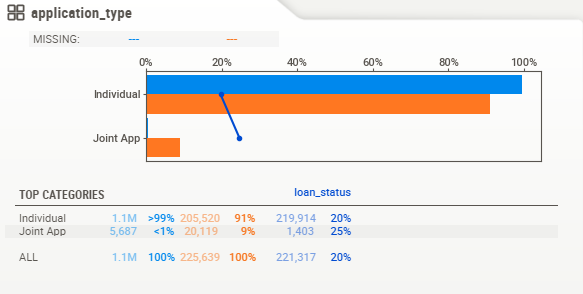 application_type
MISSING: --- ---
0% 20% 40% 60% 80% 100%
Individual
Joint App
TOP CATEGORIES loan_status
Individual 1.1M >99% 205,520 91% 219,914 20%
Joint App 5,687 <1% 20,119 9% 1,403 25%
ALL 1.1M 100% 225,639 100% 221,317 20%